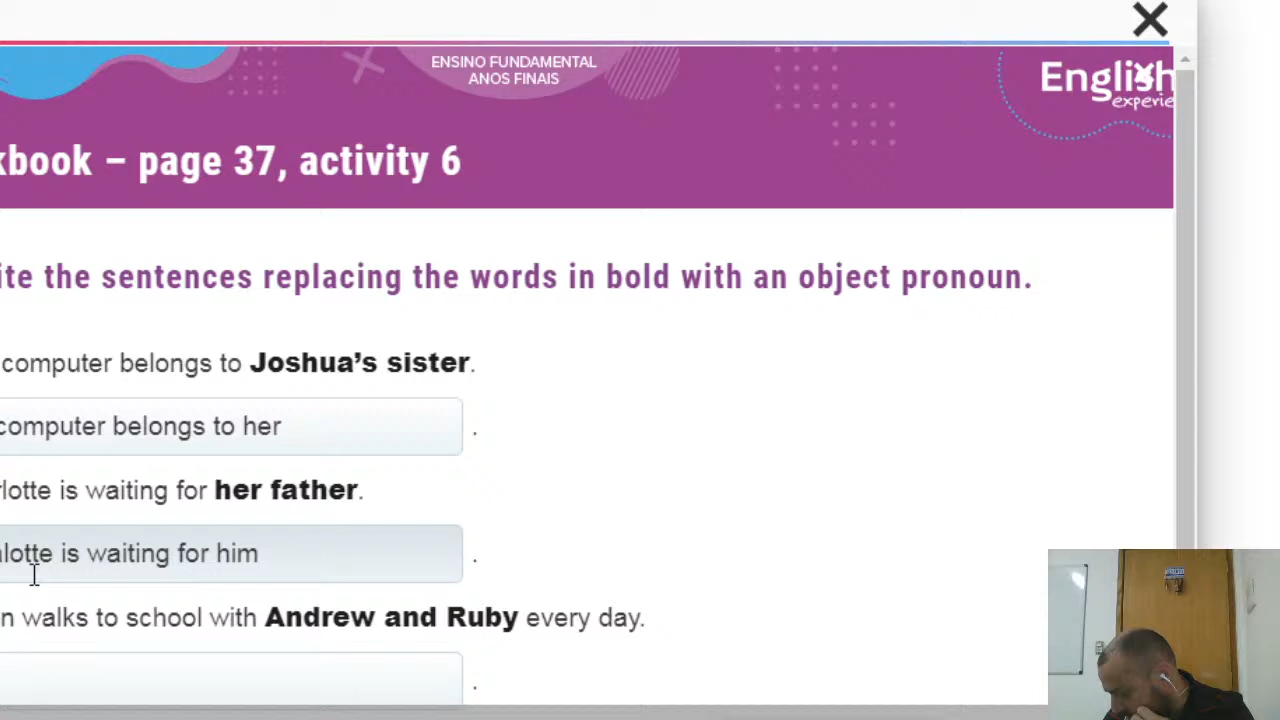 ENSINO FUNDAMENTAL
ANOS FINAIS
English
experie
kbook – page 37, activity 6
ite the sentences replacing the words in bold with an object pronoun.
computer belongs to Joshua’s sister.
computer belongs to her .
lotte is waiting for her father.
alotte is waiting for him .
n walks to school with Andrew and Ruby every day.
.